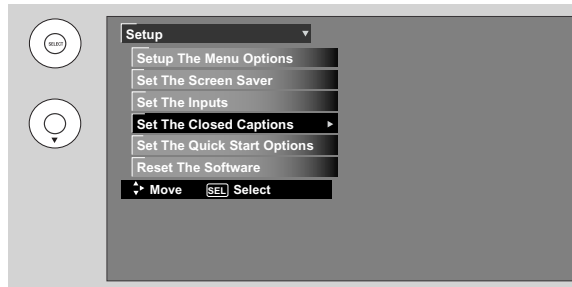 SELECT
Setup
Setup The Menu Options
Set The Screen Saver
Set The Inputs
Set The Closed Captions
Set The Quick Start Options
Reset The Software
Move SEL Select